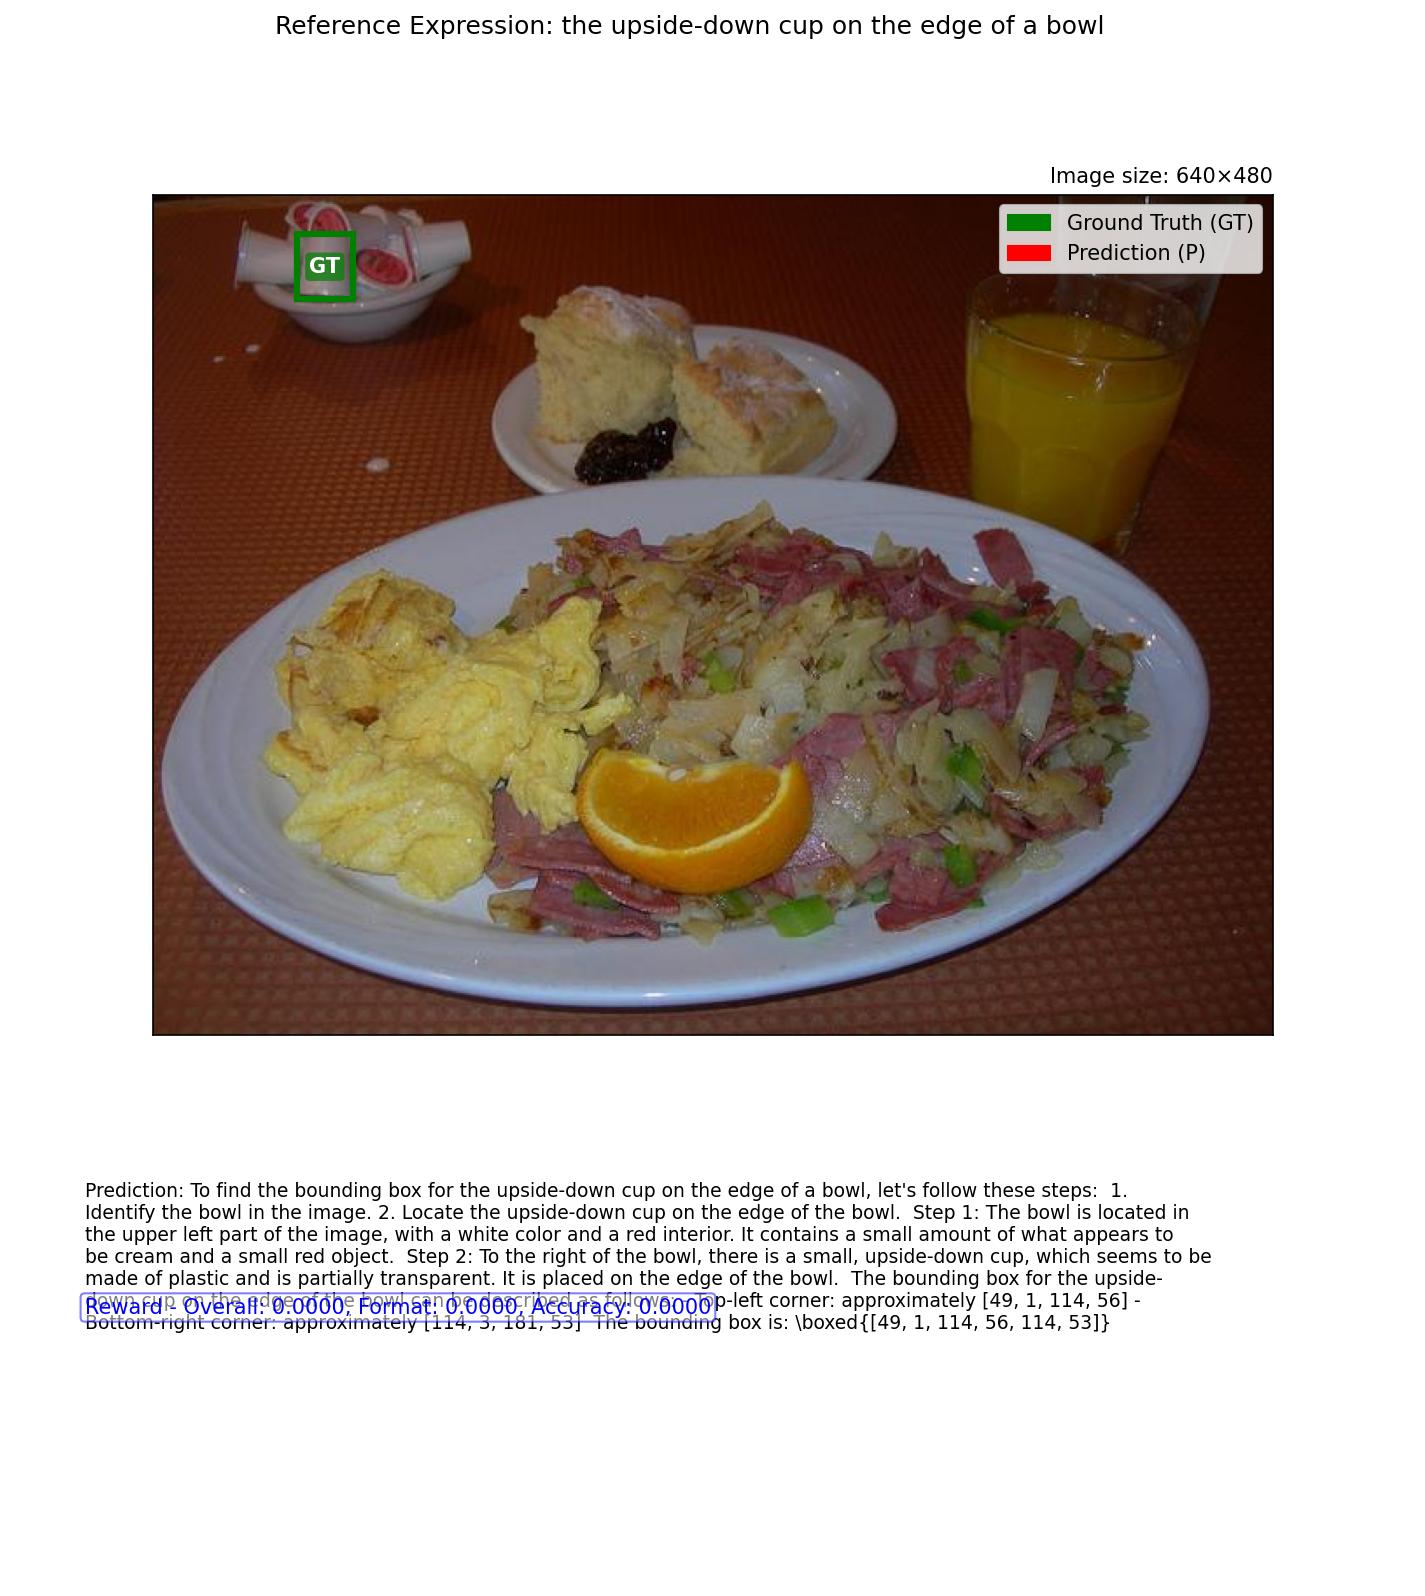 Reference Expression: the upside-down cup on the edge of a bowl
Image size: 640×480
Ground Truth (GT)
Prediction (P)
GT
Prediction: To find the bounding box for the upside-down cup on the edge of a bowl, let's follow these steps:  1.
Identify the bowl in the image. 2. Locate the upside-down cup on the edge of the bowl.  Step 1: The bowl is located in
the upper left part of the image, with a white color and a red interior. It contains a small amount of what appears to
be cream and a small red object.  Step 2: To the right of the bowl, there is a small, upside-down cup, which seems to be
made of plastic and is partially transparent. It is placed on the edge of the bowl.  The bounding box for the upside-
down cup on the edge of the bowl can be described as follows: - Top-left corner: approximately [49, 1, 114, 56] -
Reward - Overall: 0.0000, Format: 0.0000, Accuracy: 0.0000
Bottom-right corner: approximately [114, 3, 181, 53]  The bounding box is: \boxed{[49, 1, 114, 56, 114, 53]}